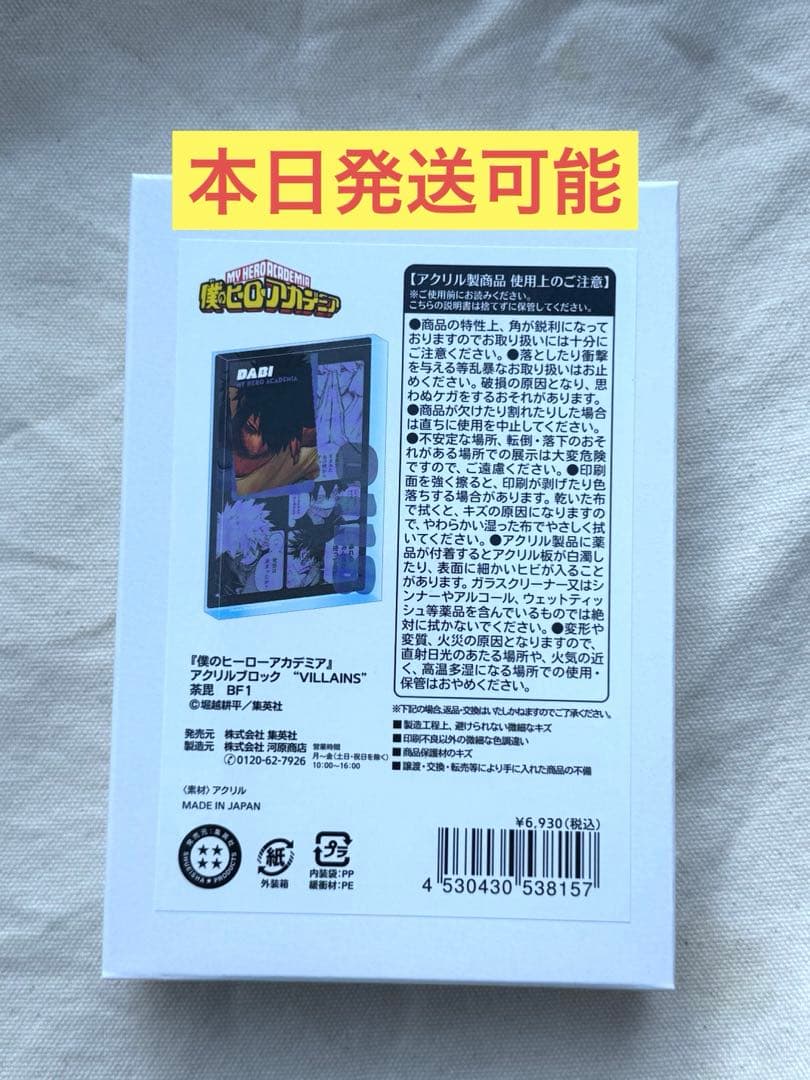 本日発送可能
MY HERO ACADEMIA
僕のヒーローアカデミア
DABI
MY HERO ACADEMIA
『僕のヒーローアカデミア』
アクリルブロック “VILLAINS”
荼毘 BF1
©堀越耕平／集英社
発売元 株式会社 集英社
製造元 株式会社 河原商店
0120-62-7926
営業時間
月〜金(土・日・祝日を除く)
10:00〜16:00
〈素材〉アクリル
MADE IN JAPAN
発売元:集英社
SHUEISHA★PRODUCTS
紙
外装箱
プラ
内装袋:PP
緩衝材:PE
【アクリル製商品 使用上のご注意】
※ご使用前にお読みください。
こちらの説明書は捨てずに保管してください。
●商品の特性上、角が鋭利になって
おりますのでお取り扱いには十分に
ご注意ください。●落としたり衝撃
を与える等乱暴なお取り扱いはお止
めください。破損の原因となり、思
わぬケガをするおそれがあります。
●商品が欠けたり割れたりした場合
は直ちに使用を中止してください。
●不安定な場所、転倒・落下のおそ
れがある場所での展示は大変危険
ですので、ご遠慮ください。●印刷
面を強く擦ると、印刷が剥げたり色
落ちする場合があります。乾いた布
で拭くと、キズの原因になりますの
で、やわらかい湿った布でやさしく拭
いてください。●アクリル製品に薬
品が付着するとアクリル板が白濁し
たり、表面に細かいヒビが入ること
があります。ガラスクリーナー又はシ
ンナーやアルコール、ウェットティッ
シュ等薬品を含んでいるものでは絶
対に拭かないでください。●変形や
変質、火災の原因となりますので、
直射日光のあたる場所や、火気の近
く、高温多湿になる場所での使用・
保管はおやめください。
※下記の場合、返品・交換はいたしかねますのでご了承ください。
■製造工程上、避けられない微細なキズ
■印刷不良以外の微細な色調違い
■商品保護材のキズ
■譲渡・交換・転売等により手に入れた商品の不備
¥6,930(税込)
4 530430 538157